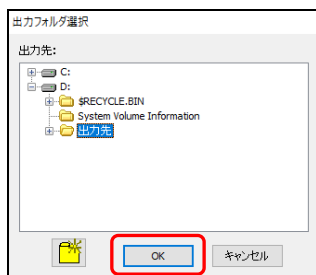 出力フォルダ選択
出力先:
C:
D:
$RECYCLE.BIN
System Volume Information
出力先
OK
キャンセル